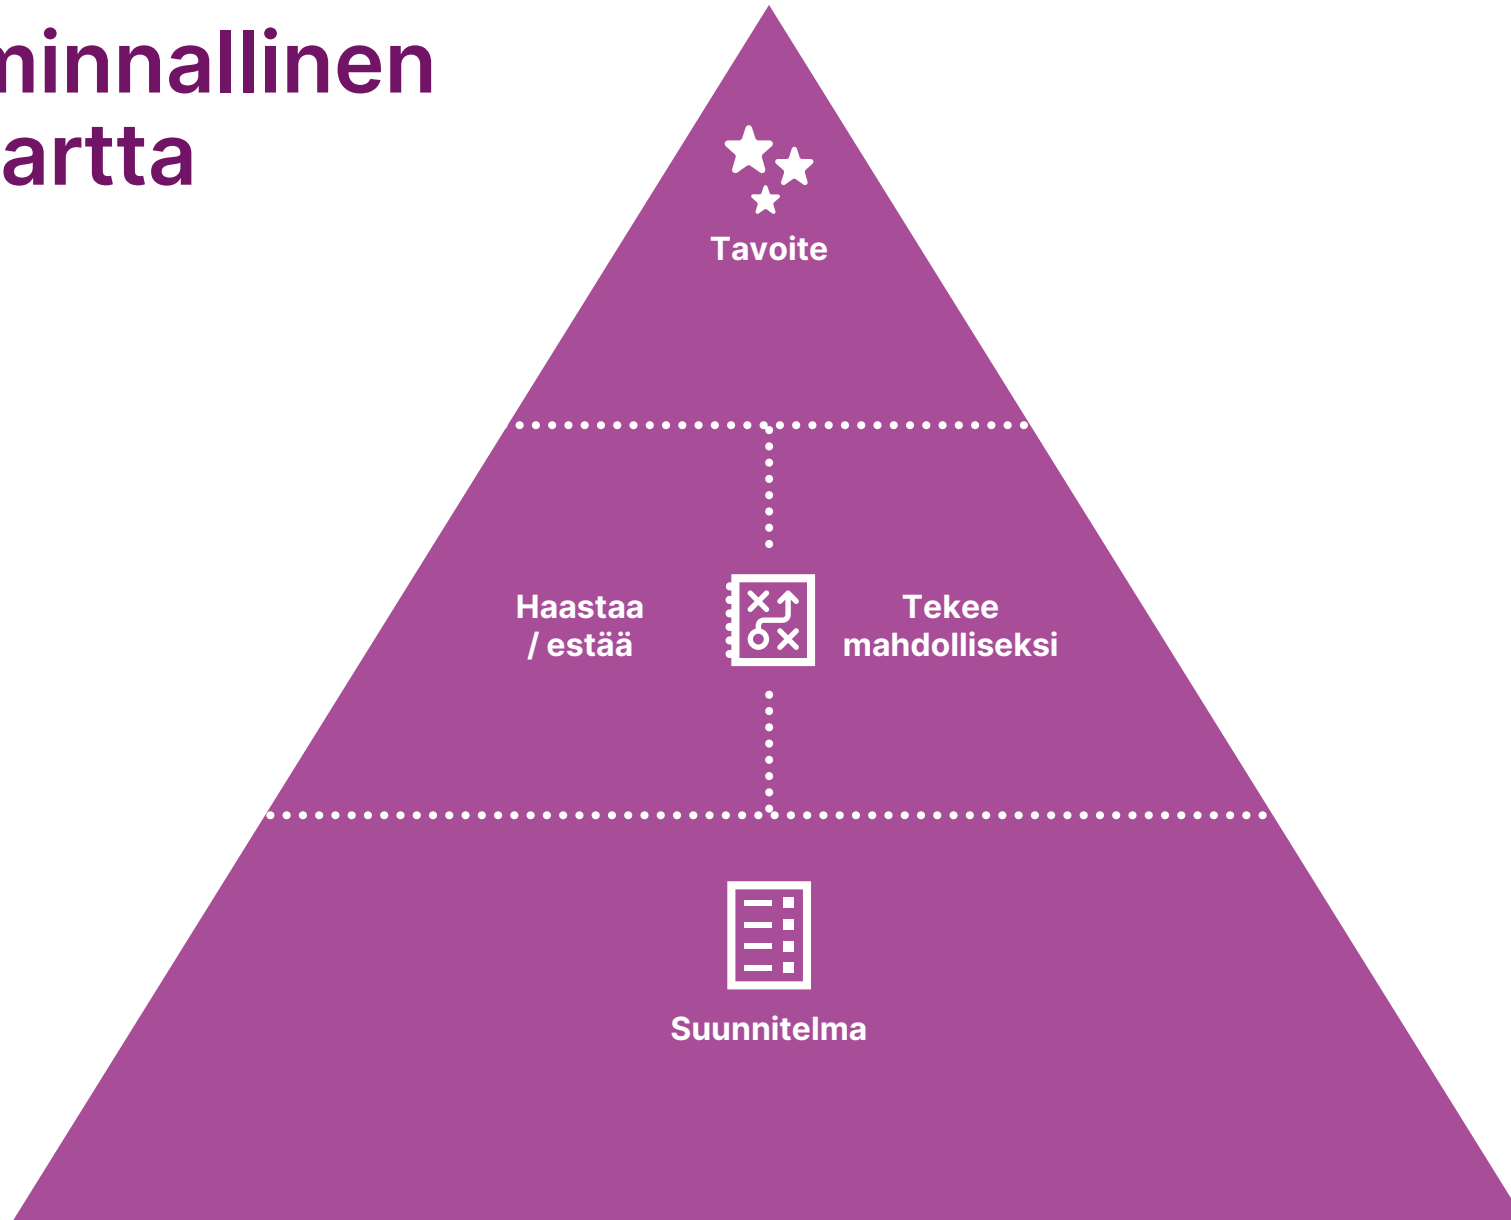 minnallinen
artta
Tavoite
Haastaa
/ estää
Tekee
mahdolliseksi
Suunnitelma